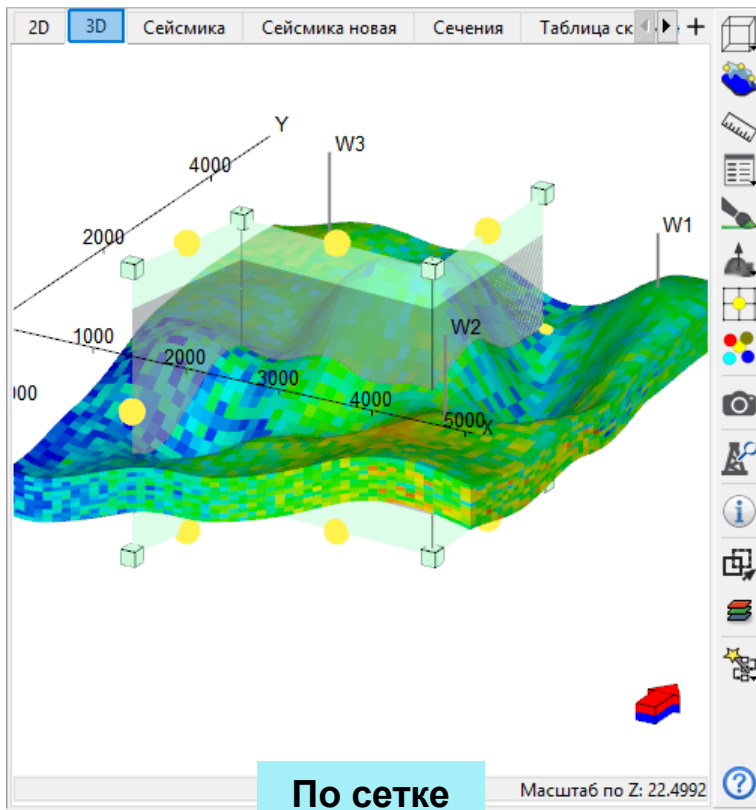 2D 3D Сейсмика Сейсмика новая Сечения Таблица ск
Y
W3
4000
W1
2000
W2
1000
2000
3000
4000
5000
X
По сетке
Масштаб по Z: 22.4992